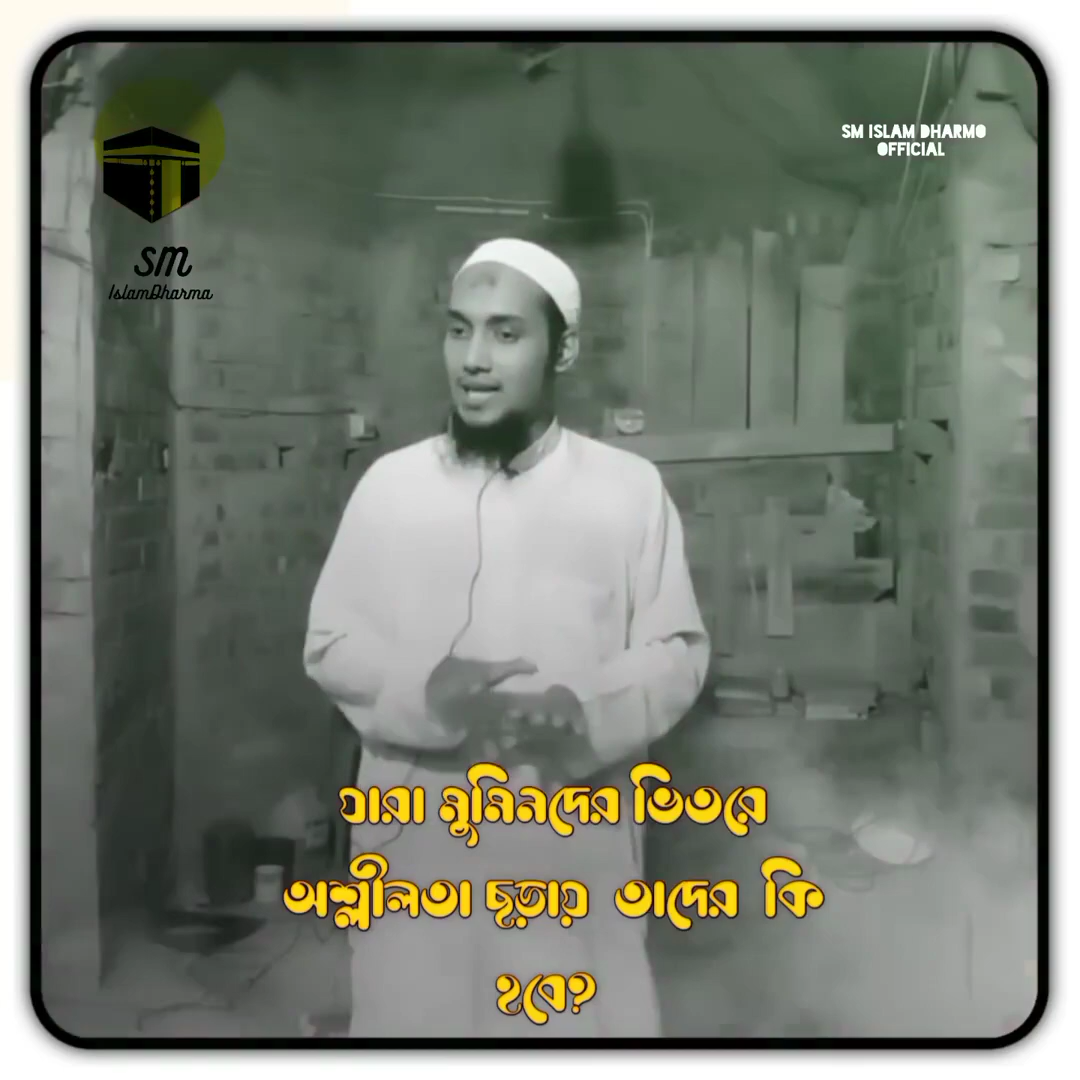 SM ISLAM DHARMO
OFFICIAL
SM
IslamDharma
যারা মুমিনদের ভিতরে
অশ্লীলতা ছড়ায় তাদের কি
হবে?